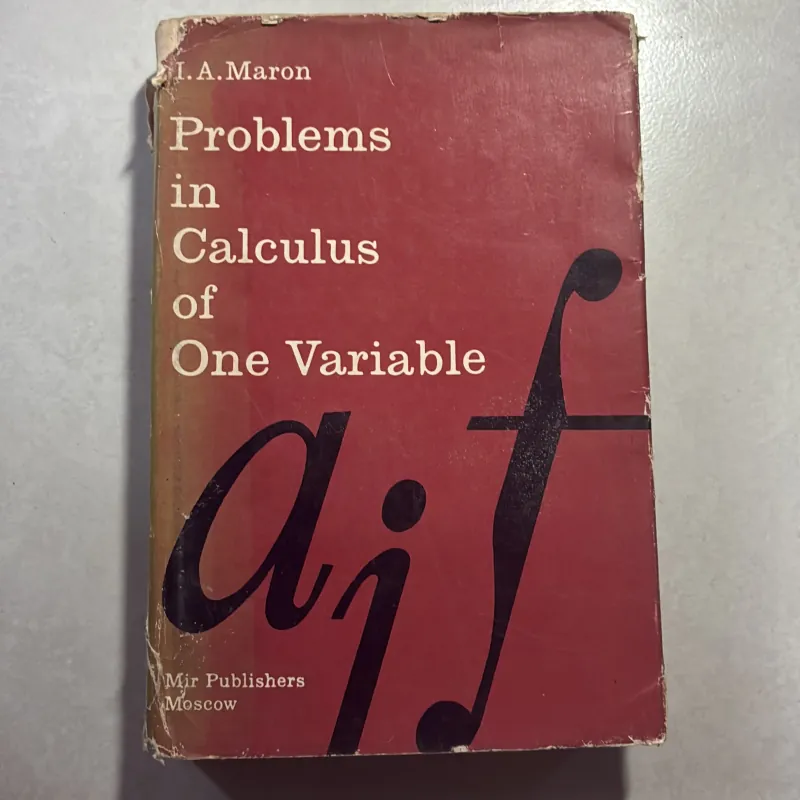 I.A.Maron
Problems
in
Calculus
of
One Variable
a
j
f
Mir Publishers
Moscow